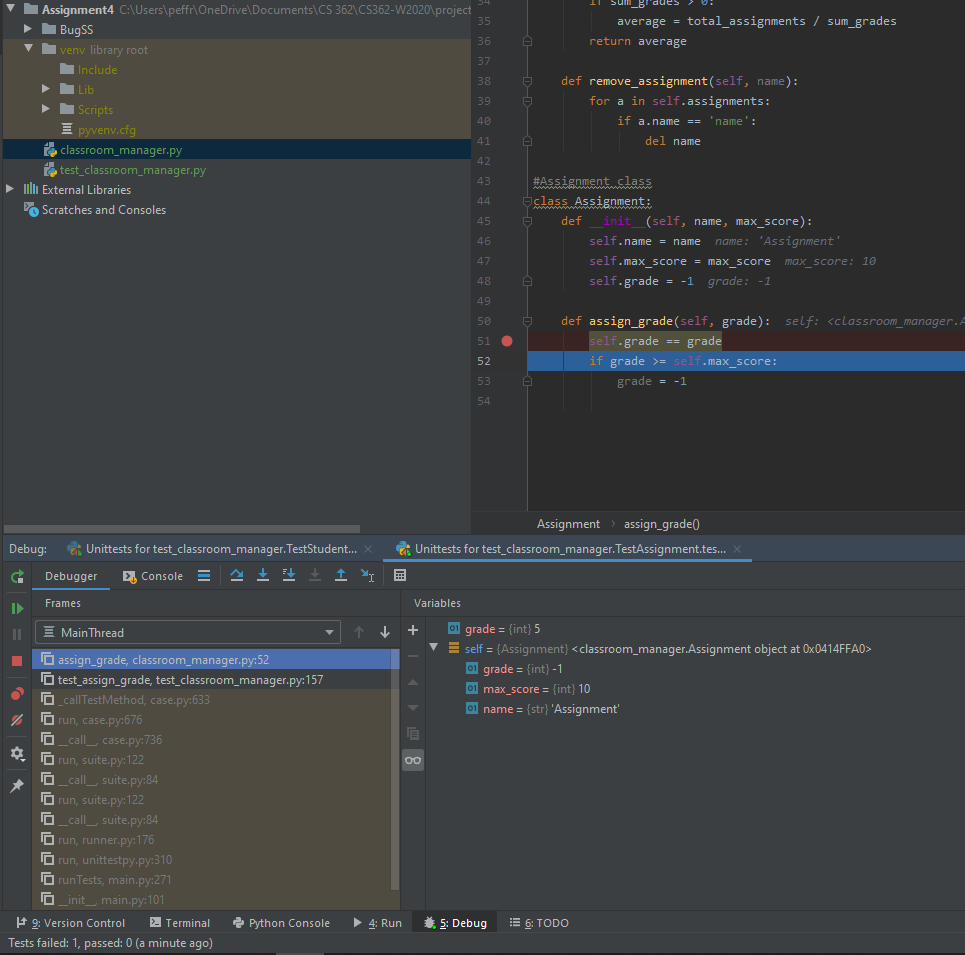 Assignment4 C:\Users\peffr\OneDrive\Documents\CS 362\CS362-W2020\project
BugSS
venv library root
Include
Lib
Scripts
pyvenv.cfg
classroom_manager.py
test_classroom_manager.py
External Libraries
Scratches and Consoles
34 if sum_grades > 0:
35 average = total_assignments / sum_grades
36 return average
37
38 def remove_assignment(self, name):
39 for a in self.assignments:
40 if a.name == 'name':
41 del name
42
43 #Assignment class
44 class Assignment:
45 def __init__(self, name, max_score):
46 self.name = name name: 'Assignment'
47 self.max_score = max_score max_score: 10
48 self.grade = -1 grade: -1
49
50 def assign_grade(self, grade): self: <classroom_manager.A
51 self.grade == grade
52 if grade >= self.max_score:
53 grade = -1
54
Assignment › assign_grade()
Debug: Unittests for test_classroom_manager.TestStudent... × Unittests for test_classroom_manager.TestAssignment.tes... ×
Debugger Console
Frames
MainThread
assign_grade, classroom_manager.py:52
test_assign_grade, test_classroom_manager.py:157
_callTestMethod, case.py:633
run, case.py:676
__call__, case.py:736
run, suite.py:122
__call__, suite.py:84
run, suite.py:122
__call__, suite.py:84
run, runner.py:176
run, unittestpy.py:310
runTests, main.py:271
__init__, main.py:101
Variables
01 grade = {int} 5
self = {Assignment} <classroom_manager.Assignment object at 0x0414FFA0>
01 grade = {int} -1
01 max_score = {int} 10
01 name = {str} 'Assignment'
9: Version Control Terminal Python Console 4: Run 5: Debug 6: TODO
Tests failed: 1, passed: 0 (a minute ago)